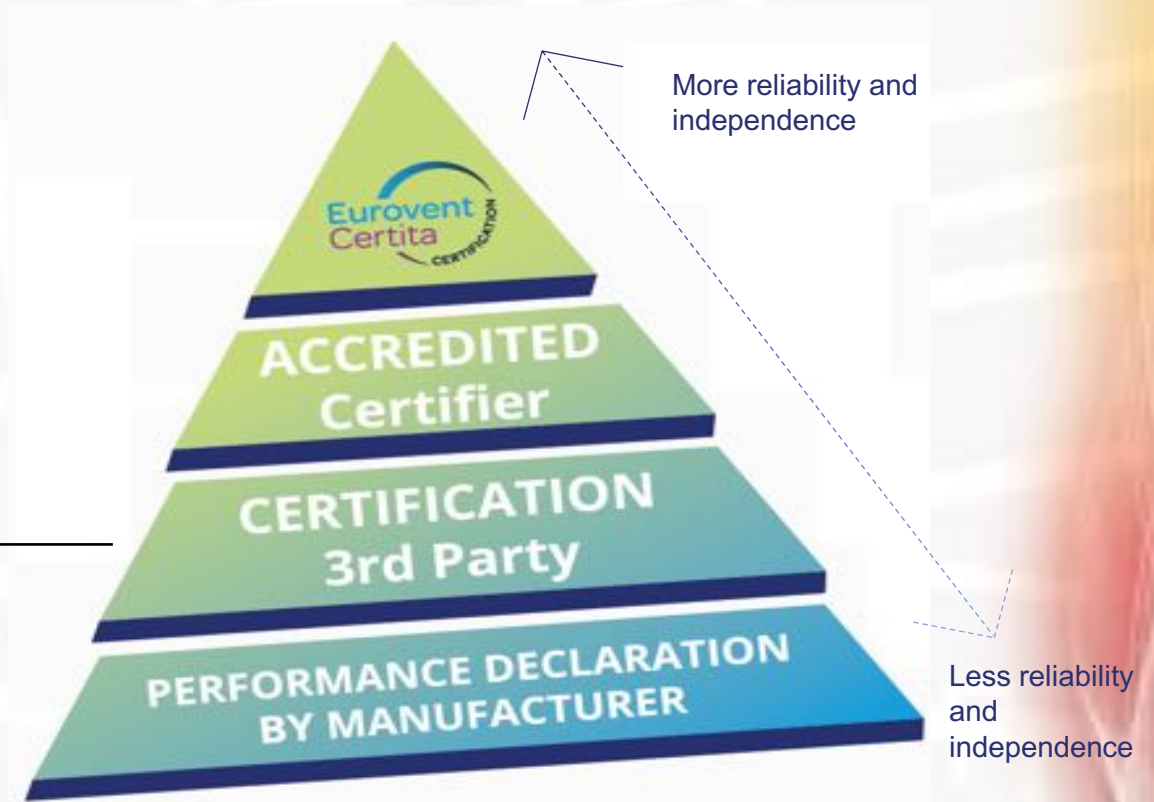 More reliability and
independence
Eurovent
Certita
CERTIFICATION
ACCREDITED
Certifier
CERTIFICATION
3rd Party
PERFORMANCE DECLARATION
BY MANUFACTURER
Less reliability
and
independence